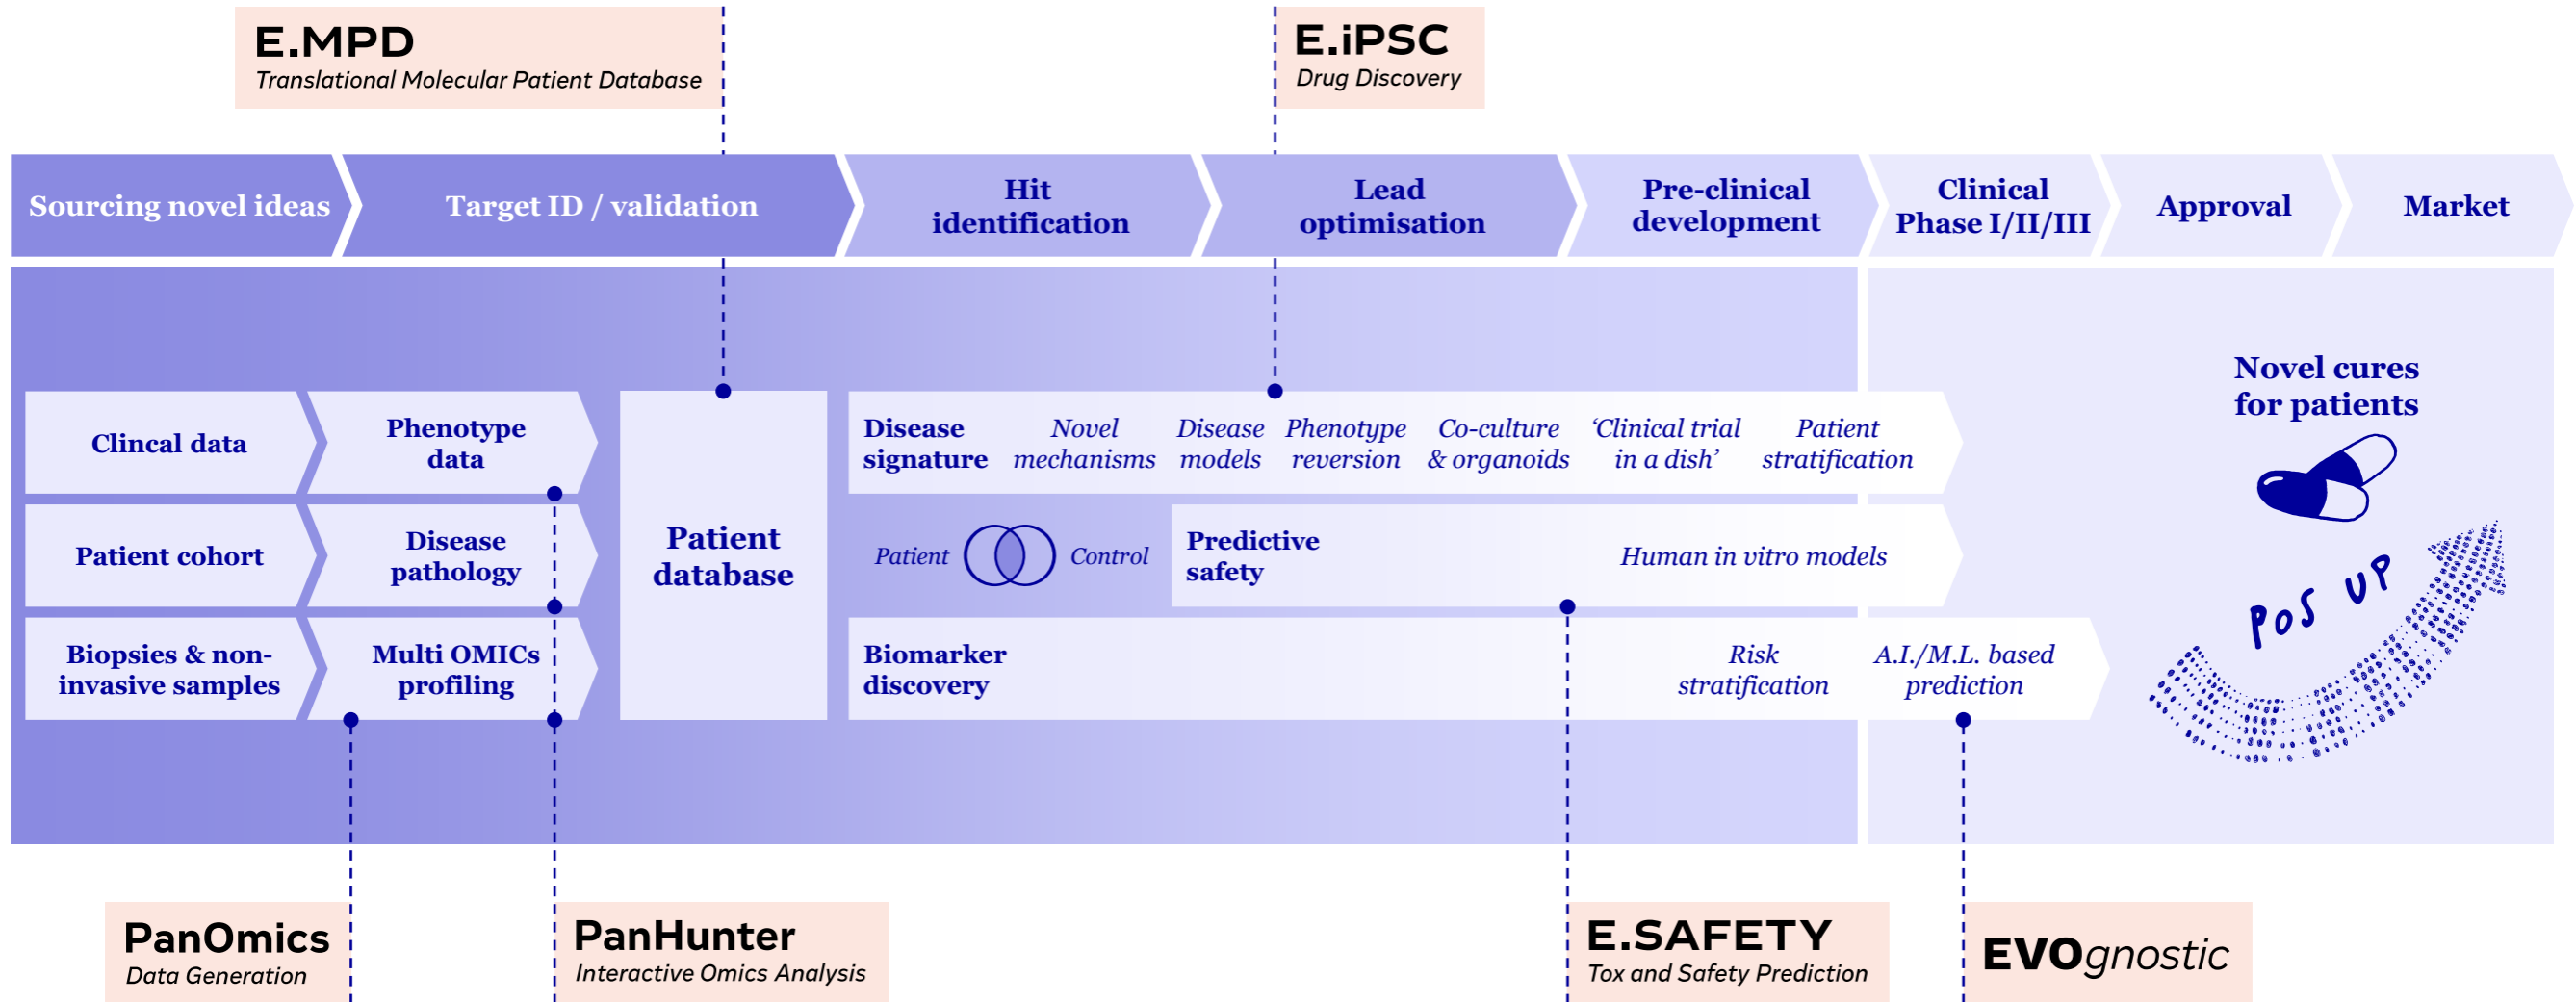 E.MPD
Translational Molecular Patient Database
E.iPSC
Drug Discovery
Sourcing novel ideas
Target ID / validation
Hit
identification
Lead
optimisation
Pre-clinical
development
Clinical
Phase I/II/III
Approval
Market
Clincal data
Phenotype
data
Patient cohort
Disease
pathology
Biopsies & non-
invasive samples
Multi OMICs
profiling
Patient
database
Disease
signature
Novel
mechanisms
Disease
models
Phenotype
reversion
Co-culture
& organoids
‘Clinical trial
in a dish’
Patient
stratification
Patient
Control
Predictive
safety
Human in vitro models
Biomarker
discovery
Risk
stratification
A.I./M.L. based
prediction
Novel cures
for patients
POS UP
PanOmics
Data Generation
PanHunter
Interactive Omics Analysis
E.SAFETY
Tox and Safety Prediction
EVOgnostic